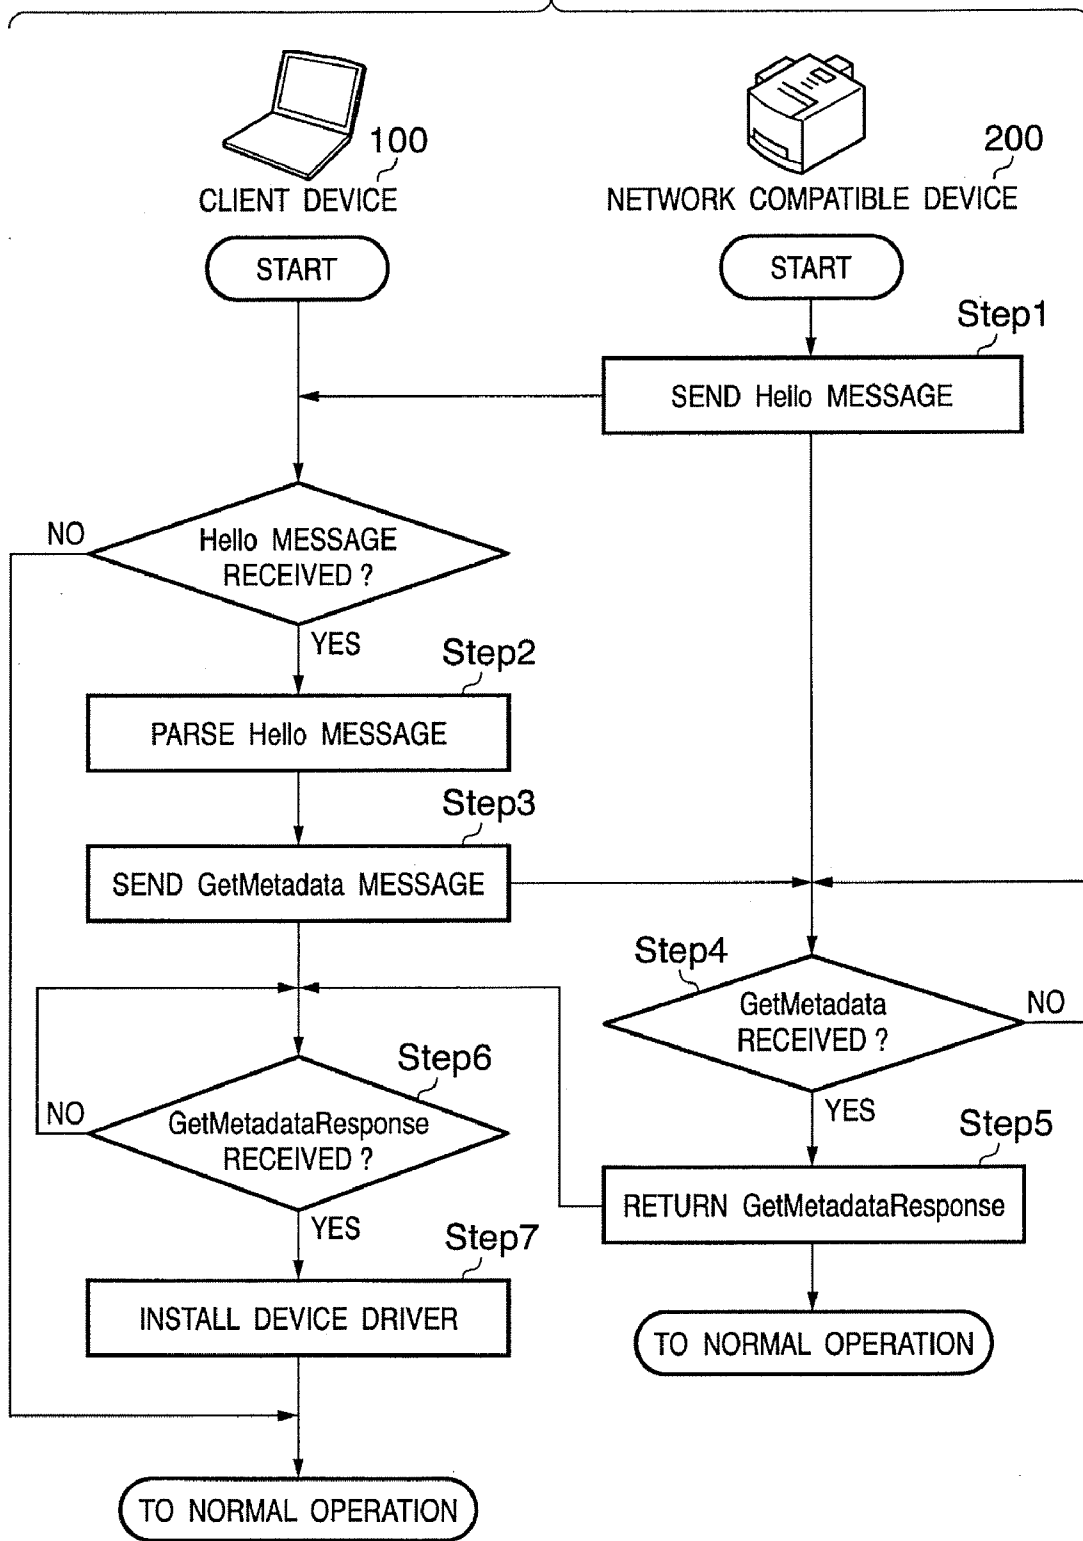 100
CLIENT DEVICE
200
NETWORK COMPATIBLE DEVICE
START
START
Step1
SEND Hello MESSAGE
NO
Hello MESSAGE
RECEIVED ?
YES
Step2
PARSE Hello MESSAGE
Step3
SEND GetMetadata MESSAGE
Step4
GetMetadata
RECEIVED ?
NO
YES
Step5
RETURN GetMetadataResponse
TO NORMAL OPERATION
Step6
NO
GetMetadataResponse
RECEIVED ?
YES
Step7
INSTALL DEVICE DRIVER
TO NORMAL OPERATION